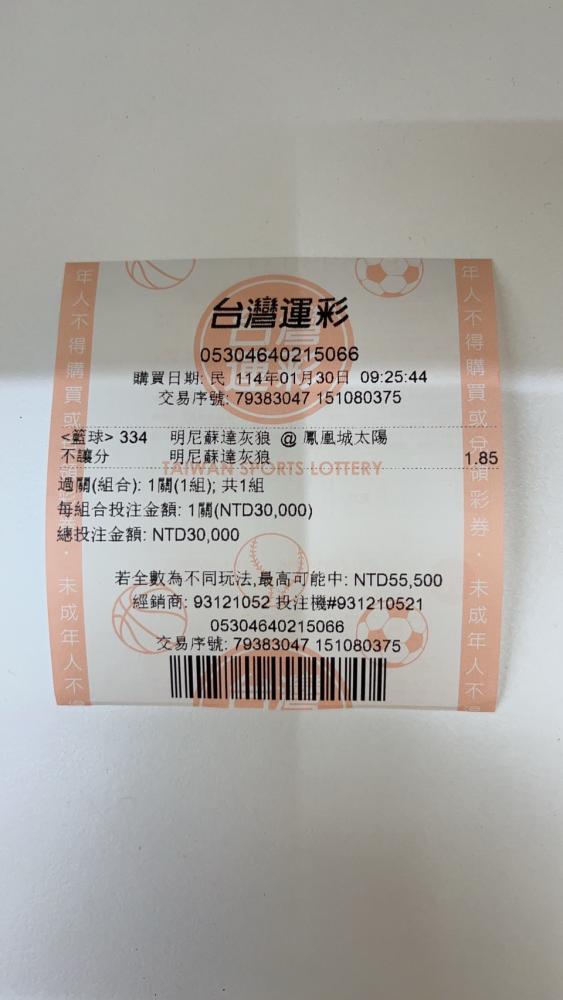 台灣運彩
05304640215066
購買日期: 民 114年01月30日 09:25:44
交易序號: 79383047 151080375
<籃球> 334 明尼蘇達灰狼 @ 鳳凰城太陽
不讓分 明尼蘇達灰狼 1.85
TAIWAN SPORTS LOTTERY
過關(組合): 1關(1組); 共1組
每組合投注金額: 1關(NTD30,000)
總投注金額: NTD30,000
若全數為不同玩法,最高可能中: NTD55,500
經銷商: 93121052 投注機#931210521
05304640215066
交易序號: 79383047 151080375
年人不得購買或
未成年人不
年人不得購買或
領彩券・未成年人不得